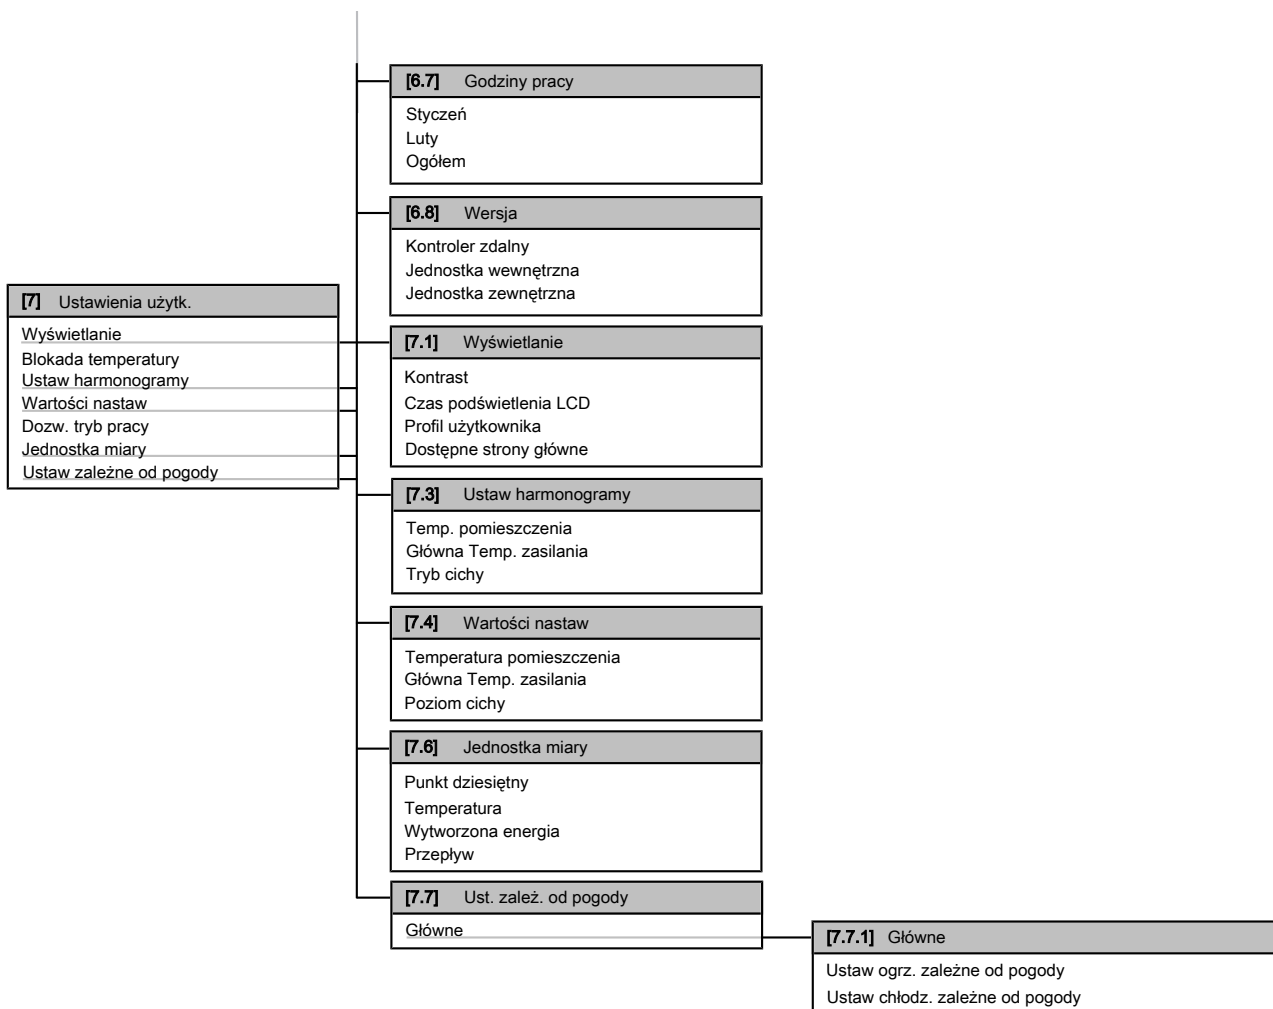 [6.7] Godziny pracy
Styczeń
Luty
Ogółem
[6.8] Wersja
Kontroler zdalny
Jednostka wewnętrzna
Jednostka zewnętrzna
[7] Ustawienia użytk.
Wyświetlanie
Blokada temperatury
Ustaw harmonogramy
Wartości nastaw
Dozw. tryb pracy
Jednostka miary
Ustaw zależne od pogody
[7.1] Wyświetlanie
Kontrast
Czas podświetlenia LCD
Profil użytkownika
Dostępne strony główne
[7.3] Ustaw harmonogramy
Temp. pomieszczenia
Główna Temp. zasilania
Tryb cichy
[7.4] Wartości nastaw
Temperatura pomieszczenia
Główna Temp. zasilania
Poziom cichy
[7.6] Jednostka miary
Punkt dziesiętny
Temperatura
Wytworzona energia
Przepływ
[7.7] Ust. zależ. od pogody
Główne
[7.7.1] Główne
Ustaw ogrz. zależne od pogody
Ustaw chłodz. zależne od pogody